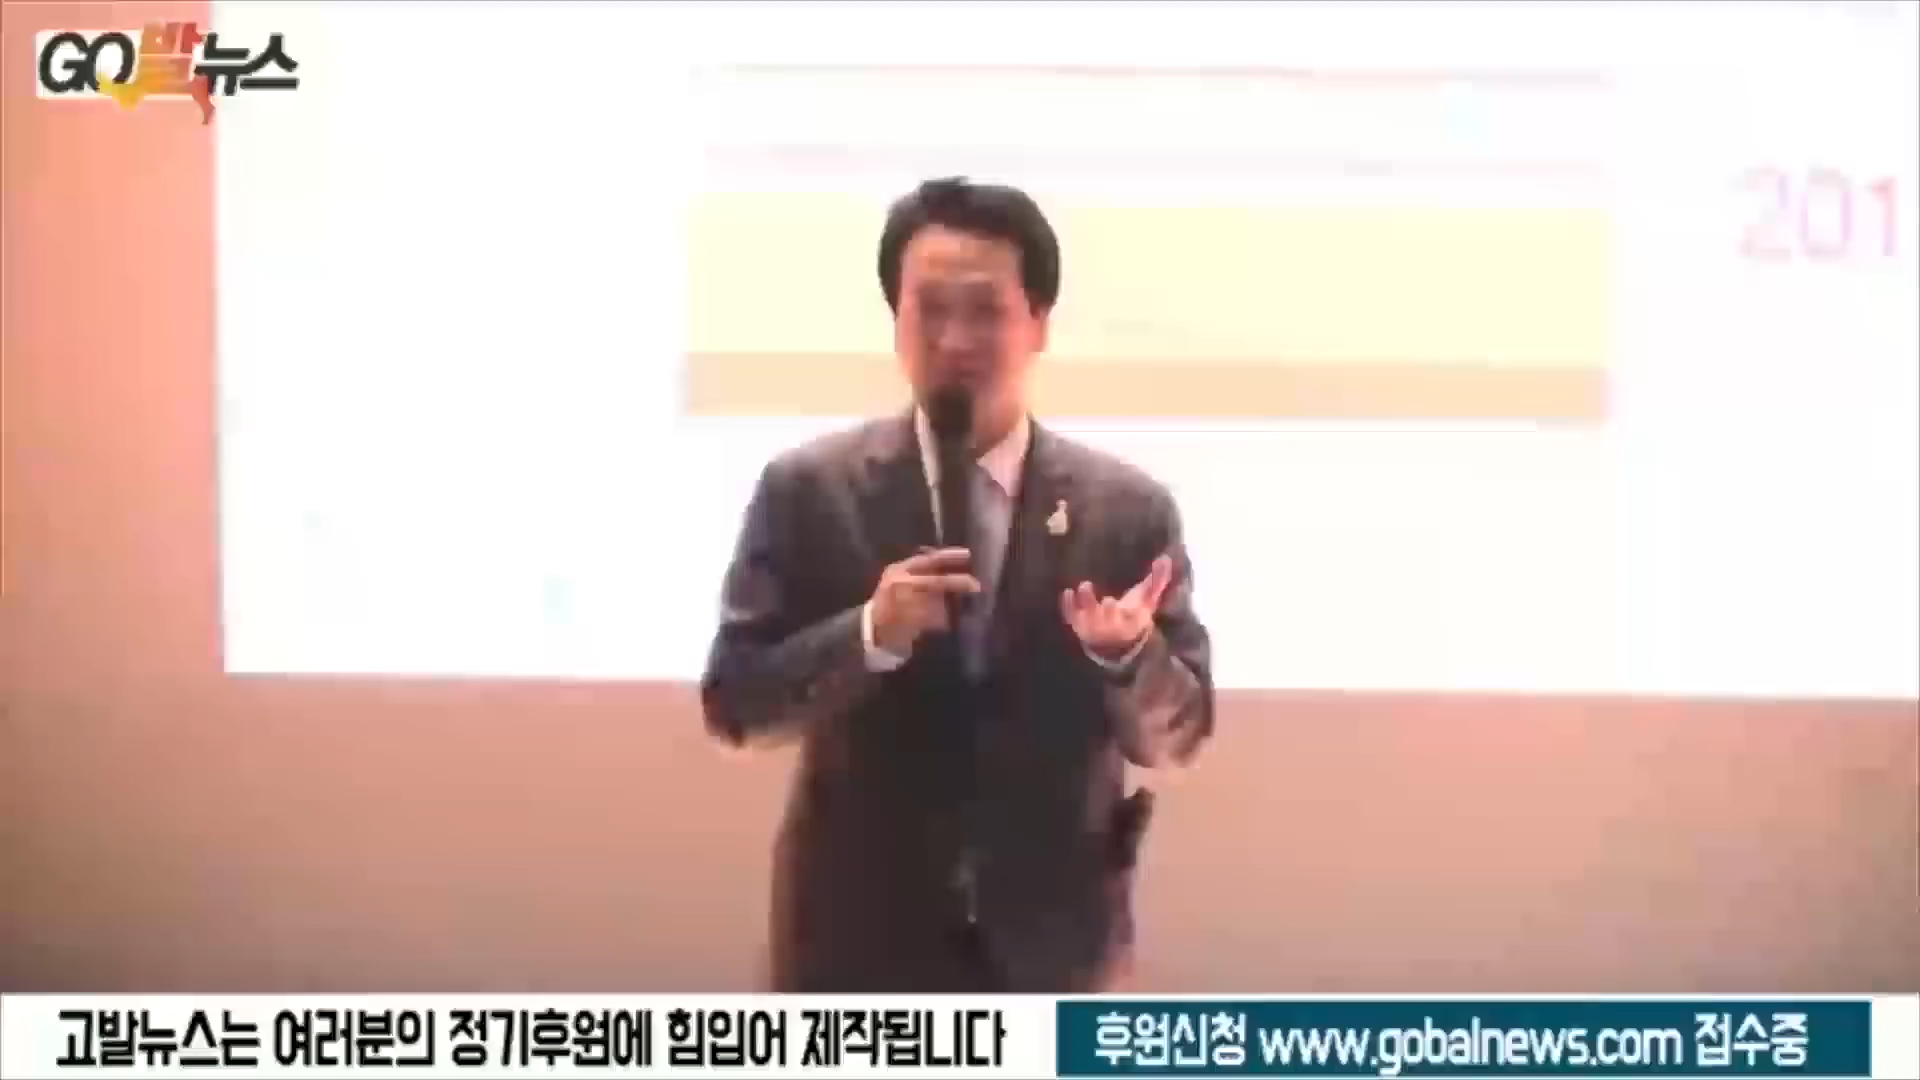 GO발뉴스
201
고발뉴스는 여러분의 정기후원에 힘입어 제작됩니다
후원신청 www.gobalnews.com 접수중